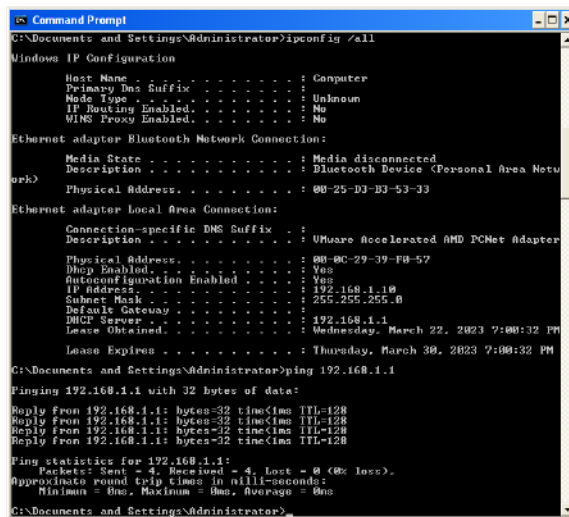 Command Prompt
C:\Documents and Settings\Administrator>ipconfig /all
Windows IP Configuration
Host Name . . . . . . . . . . . . : Computer
Primary Dns Suffix . . . . . . . :
Node Type . . . . . . . . . . . . : Unknown
IP Routing Enabled. . . . . . . . : No
WINS Proxy Enabled. . . . . . . . : No
Ethernet adapter Bluetooth Network Connection:
Media State . . . . . . . . . . . : Media disconnected
Description . . . . . . . . . . . : Bluetooth Device (Personal Area Netw
ork)
Physical Address. . . . . . . . . : 00-25-D3-B3-53-33
Ethernet adapter Local Area Connection:
Connection-specific DNS Suffix . :
Description . . . . . . . . . . . : VMware Accelerated AMD PCNet Adapter
Physical Address. . . . . . . . . : 00-0C-29-39-F0-57
Dhcp Enabled. . . . . . . . . . . : Yes
Autoconfiguration Enabled . . . . : Yes
IP Address. . . . . . . . . . . . : 192.168.1.10
Subnet Mask . . . . . . . . . . . : 255.255.255.0
Default Gateway . . . . . . . . . :
DHCP Server . . . . . . . . . . . : 192.168.1.1
Lease Obtained. . . . . . . . . . : Wednesday, March 22, 2023 7:00:32 PM
Lease Expires . . . . . . . . . . : Thursday, March 30, 2023 7:00:32 PM
C:\Documents and Settings\Administrator>ping 192.168.1.1
Pinging 192.168.1.1 with 32 bytes of data:
Reply from 192.168.1.1: bytes=32 time<1ms TTL=128
Reply from 192.168.1.1: bytes=32 time<1ms TTL=128
Reply from 192.168.1.1: bytes=32 time<1ms TTL=128
Reply from 192.168.1.1: bytes=32 time<1ms TTL=128
Ping statistics for 192.168.1.1:
Packets: Sent = 4, Received = 4, Lost = 0 (0% loss),
Approximate round trip times in milli-seconds:
Minimum = 0ms, Maximum = 0ms, Average = 0ms
C:\Documents and Settings\Administrator>_